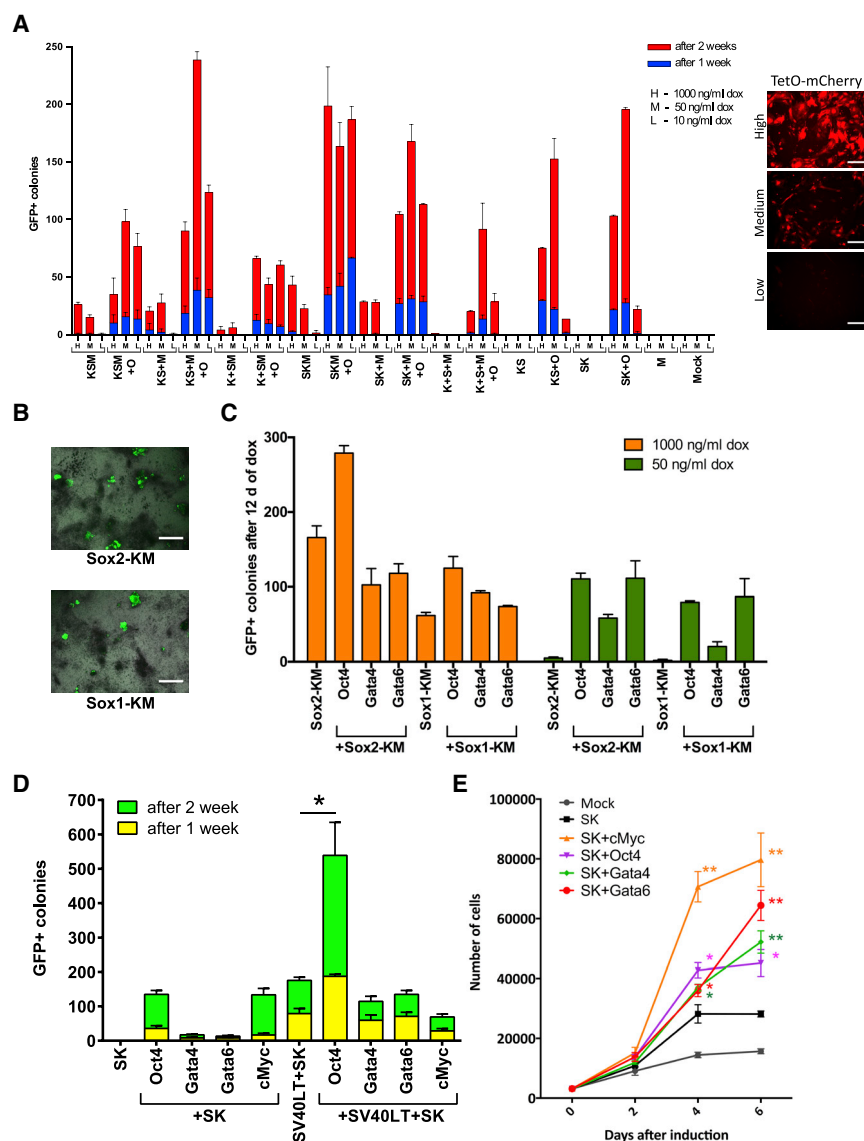 A
250
200
150
100
50
0
GFP+ colonies
after 2 weeks
after 1 week
H - 1000 ng/ml dox
M - 50 ng/ml dox
L - 10 ng/ml dox
H M L H M L H M L H M L H M L H M L H M L H M L H M L H M L H M L H M L H M L H M L H M L H M L H M L H M L
KSM
KSM +O
KS+M
KS+M +O
K+SM
K+SM +O
SKM
SKM +O
SK+M
SK+M +O
K+S+M
K+S+M +O
KS
KS+O
SK
SK+O
M
Mock
TetO-mCherry
High
Medium
Low
B
Sox2-KM
Sox1-KM
C
300
200
100
0
GFP+ colonies after 12 d of dox
1000 ng/ml dox
50 ng/ml dox
Sox2-KM
Oct4
Gata4
Gata6
Sox1-KM
Oct4
Gata4
Gata6
Sox2-KM
Oct4
Gata4
Gata6
Sox1-KM
Oct4
Gata4
Gata6
+Sox2-KM
+Sox1-KM
+Sox2-KM
+Sox1-KM
D
700
600
500
400
300
200
100
0
GFP+ colonies
after 2 week
after 1 week
*
SK
Oct4
Gata4
Gata6
cMyc
SV40LT+SK
Oct4
Gata4
Gata6
cMyc
+SK
+SV40LT+SK
E
100000
80000
60000
40000
20000
0
Number of cells
Mock
SK
SK+cMyc
SK+Oct4
SK+Gata4
SK+Gata6
**
**
**
**
*
*
*
*
0 2 4 6
Days after induction